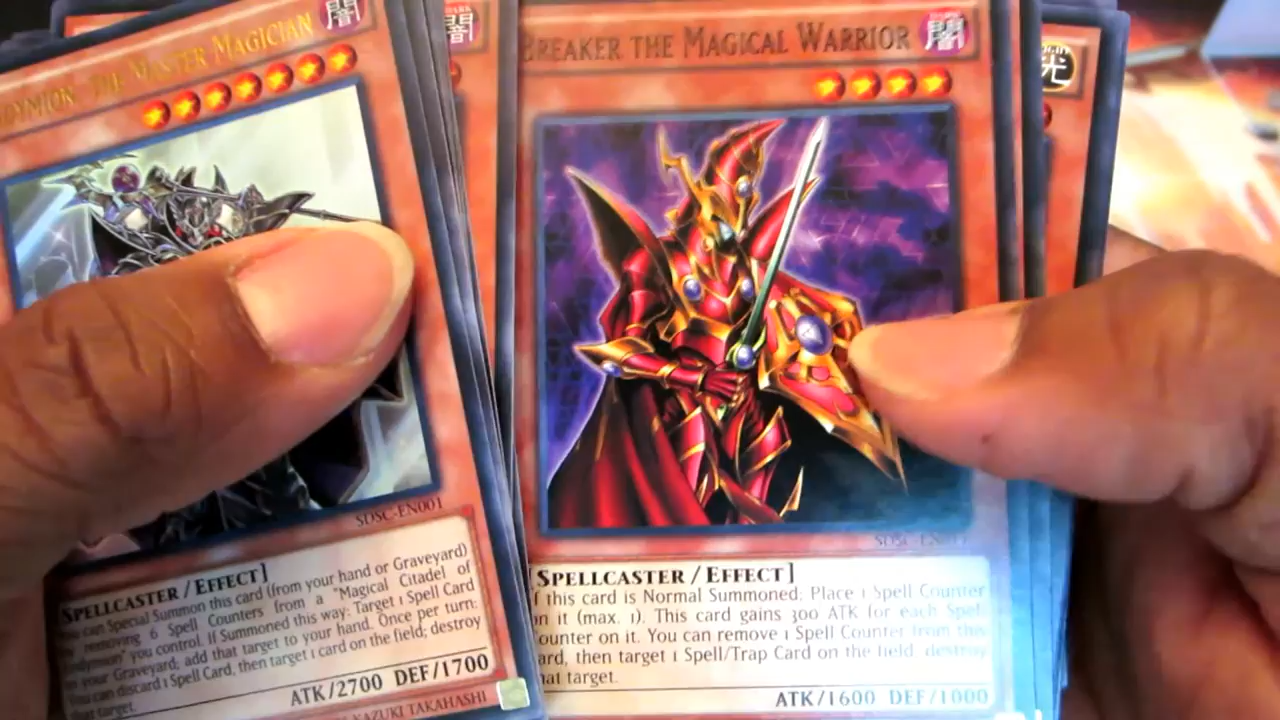 THE MASTER MAGICIAN
闇
SDSC-EN001
SPELLCASTER / EFFECT]
You can Special Summon this card (from your hand or Graveyard)
by removing 6 Spell Counters from a "Magical Citadel of
Endymion" you control. If Summoned this way: Target 1 Spell Card
in your Graveyard; add that target to your hand. Once per turn:
You can discard 1 Spell Card, then target 1 card on the field; destroy
that target.
ATK/2700 DEF/1700
KAZUKI TAKAHASHI
DARK
闇
BREAKER THE MAGICAL WARRIOR
DARK
闇
[SPELLCASTER / EFFECT]
If this card is Normal Summoned: Place 1 Spell Counter
on it (max. 1). This card gains 300 ATK for each Spell
Counter on it. You can remove 1 Spell Counter from this
card, then target 1 Spell/Trap Card on the field; destroy
that target.
ATK/1600 DEF/1000
光